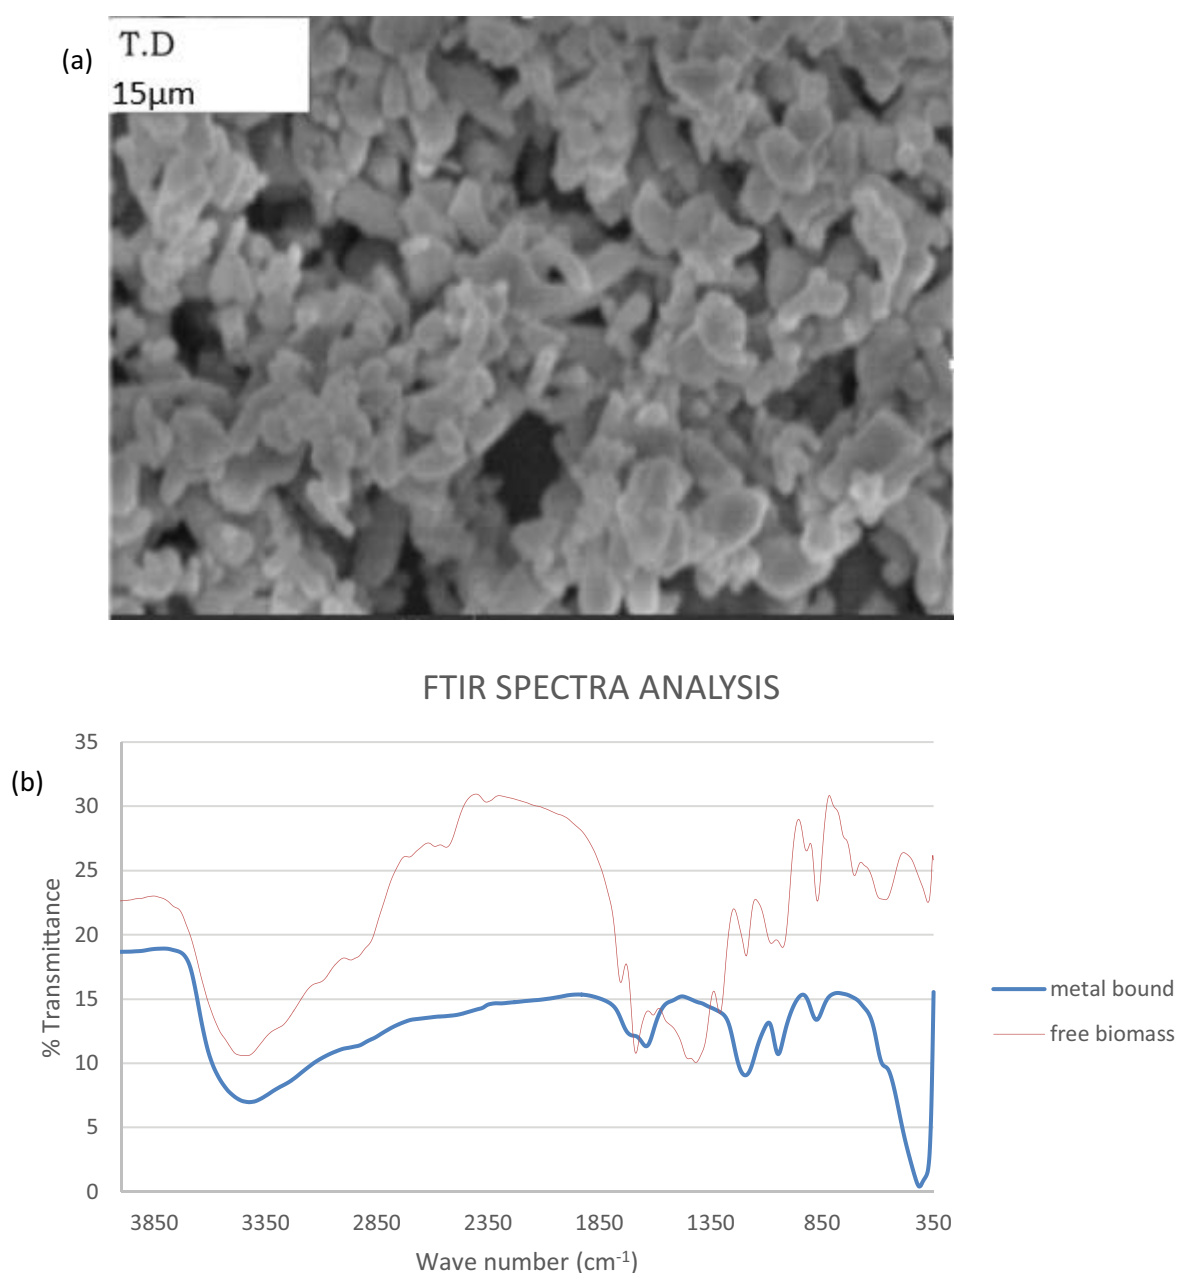 (a)
T.D
15μm
FTIR SPECTRA ANALYSIS
(b)
% Transmittance
35
30
25
20
15
10
5
0
3850 3350 2850 2350 1850 1350 850 350
Wave number (cm⁻¹)
metal bound
free biomass